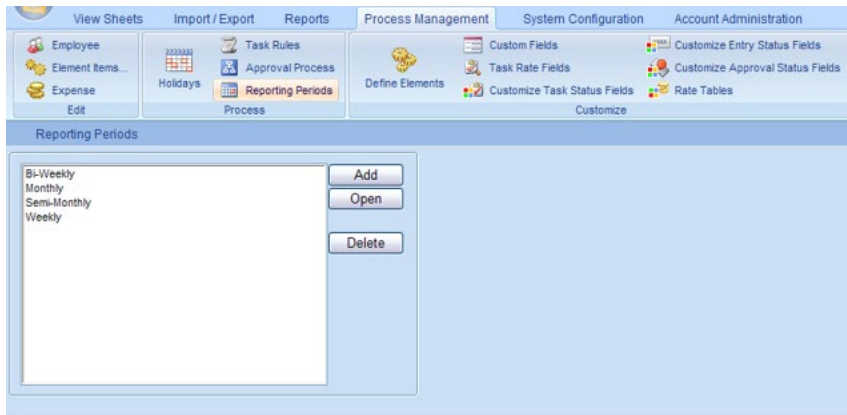 View Sheets Import / Export Reports Process Management System Configuration Account Administration
Employee
Element Items...
Expense
Edit
Holidays
Task Rules
Approval Process
Reporting Periods
Process
Define Elements
Custom Fields
Task Rate Fields
Customize Task Status Fields
Customize Entry Status Fields
Customize Approval Status Fields
Rate Tables
Customize
Reporting Periods
Bi-Weekly
Monthly
Semi-Monthly
Weekly
Add
Open
Delete